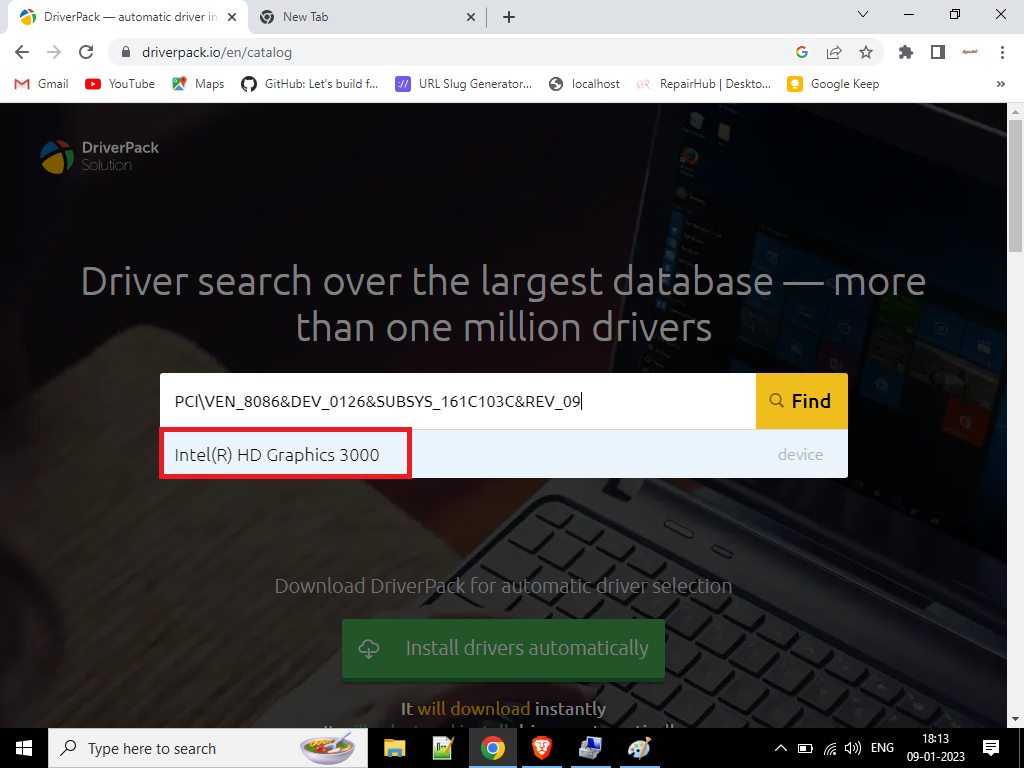 DriverPack — automatic driver in
New Tab
driverpack.io/en/catalog
Gmail
YouTube
Maps
GitHub: Let's build f...
URL Slug Generator...
localhost
RepairHub | Deskto...
Google Keep
»
DriverPack
Solution
Driver search over the largest database — more
than one million drivers
PCI\VEN_8086&DEV_0126&SUBSYS_161C103C&REV_09
Find
Intel(R) HD Graphics 3000
device
Download DriverPack for automatic driver selection
Install drivers automatically
It will download instantly
Type here to search
ENG
18:13
09-01-2023